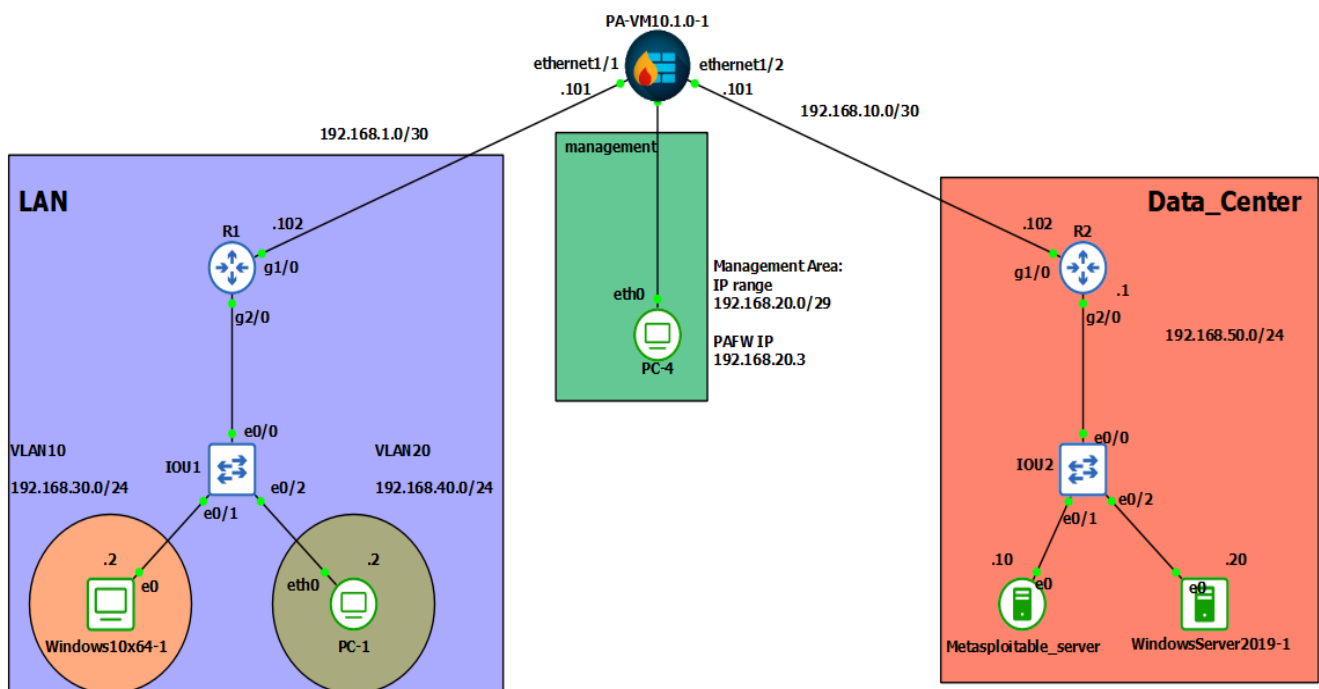 PA-VM10.1.0-1
ethernet1/1
ethernet1/2
.101
.101
192.168.1.0/30
192.168.10.0/30
management
LAN
Data_Center
.102
R1
g1/0
g2/0
.102
R2
g1/0
.1
g2/0
192.168.50.0/24
Management Area:
IP range
192.168.20.0/29
PAFW IP
192.168.20.3
eth0
PC-4
e0/0
VLAN10
IOU1
VLAN20
192.168.30.0/24
e0/2
192.168.40.0/24
e0/1
e0/0
IOU2
e0/2
e0/1
.2
e0
Windows10x64-1
.2
eth0
PC-1
.10
e0
Metasploitable_server
.20
e0
WindowsServer2019-1